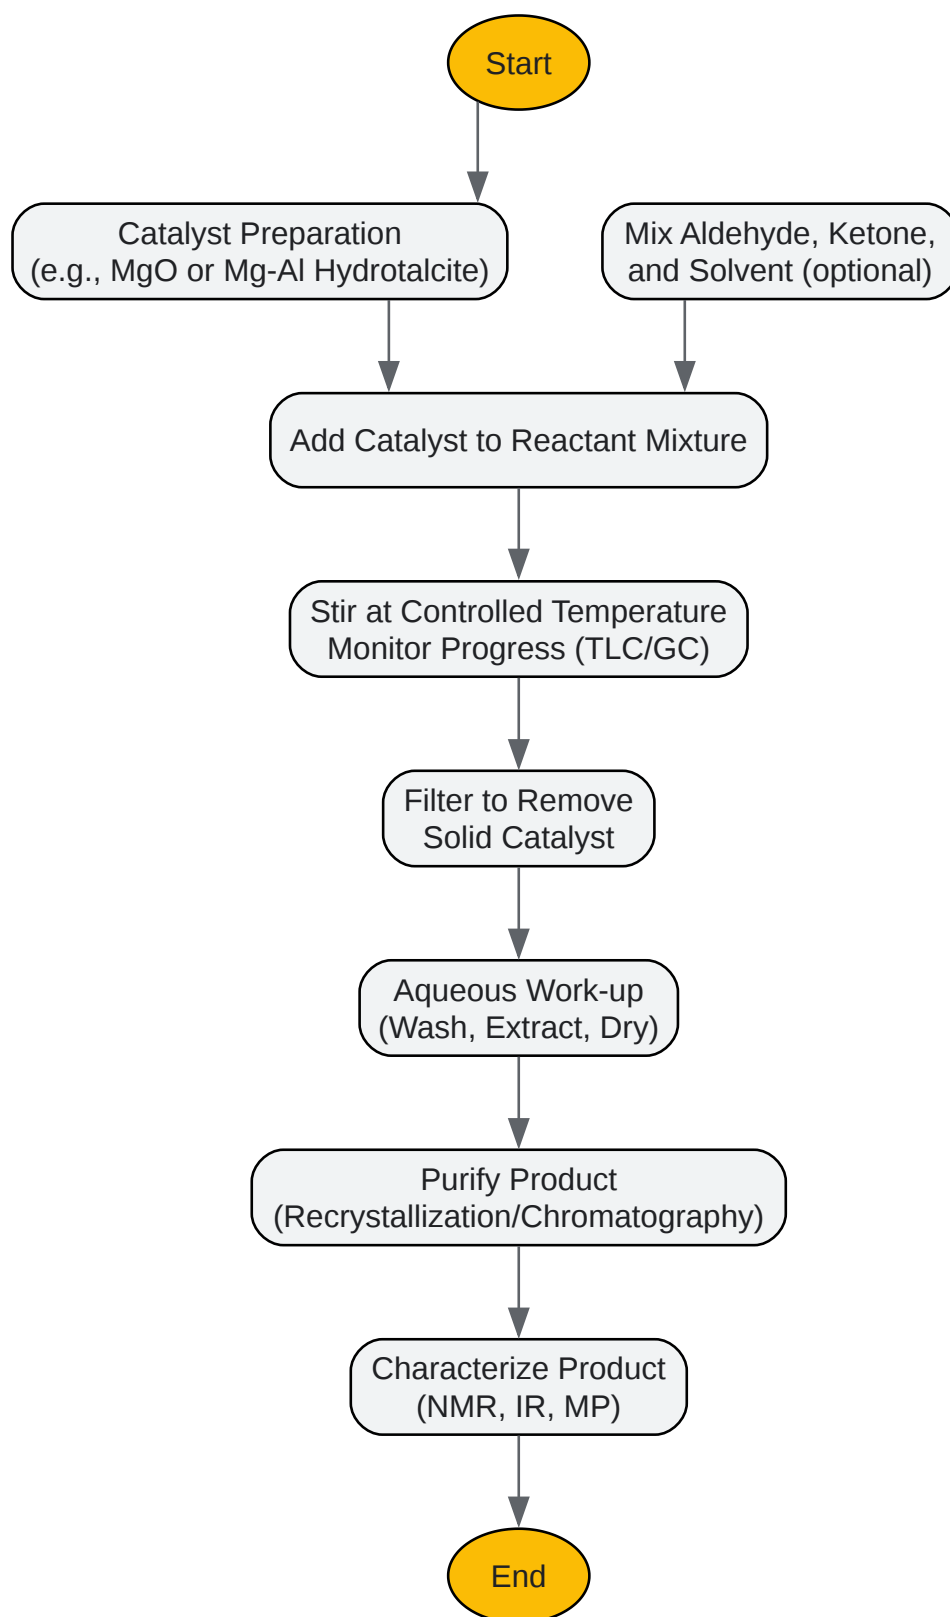 Start
Catalyst Preparation
(e.g., MgO or Mg-Al Hydrotalcite)
Mix Aldehyde, Ketone,
and Solvent (optional)
Add Catalyst to Reactant Mixture
Stir at Controlled Temperature
Monitor Progress (TLC/GC)
Filter to Remove
Solid Catalyst
Aqueous Work-up
(Wash, Extract, Dry)
Purify Product
(Recrystallization/Chromatography)
Characterize Product
(NMR, IR, MP)
End